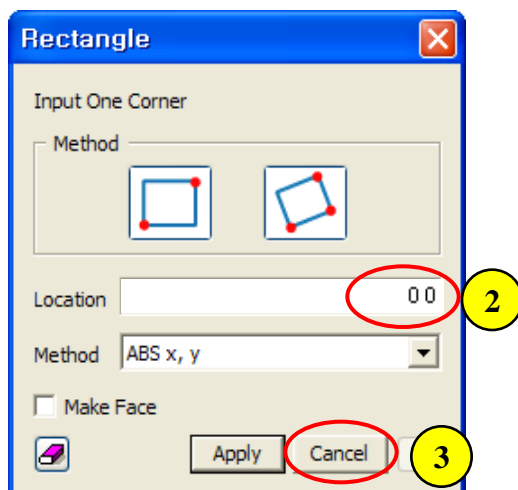 Rectangle
Input One Corner
Method
Location 0 0
2
Method ABS x, y
Make Face
Apply Cancel
3